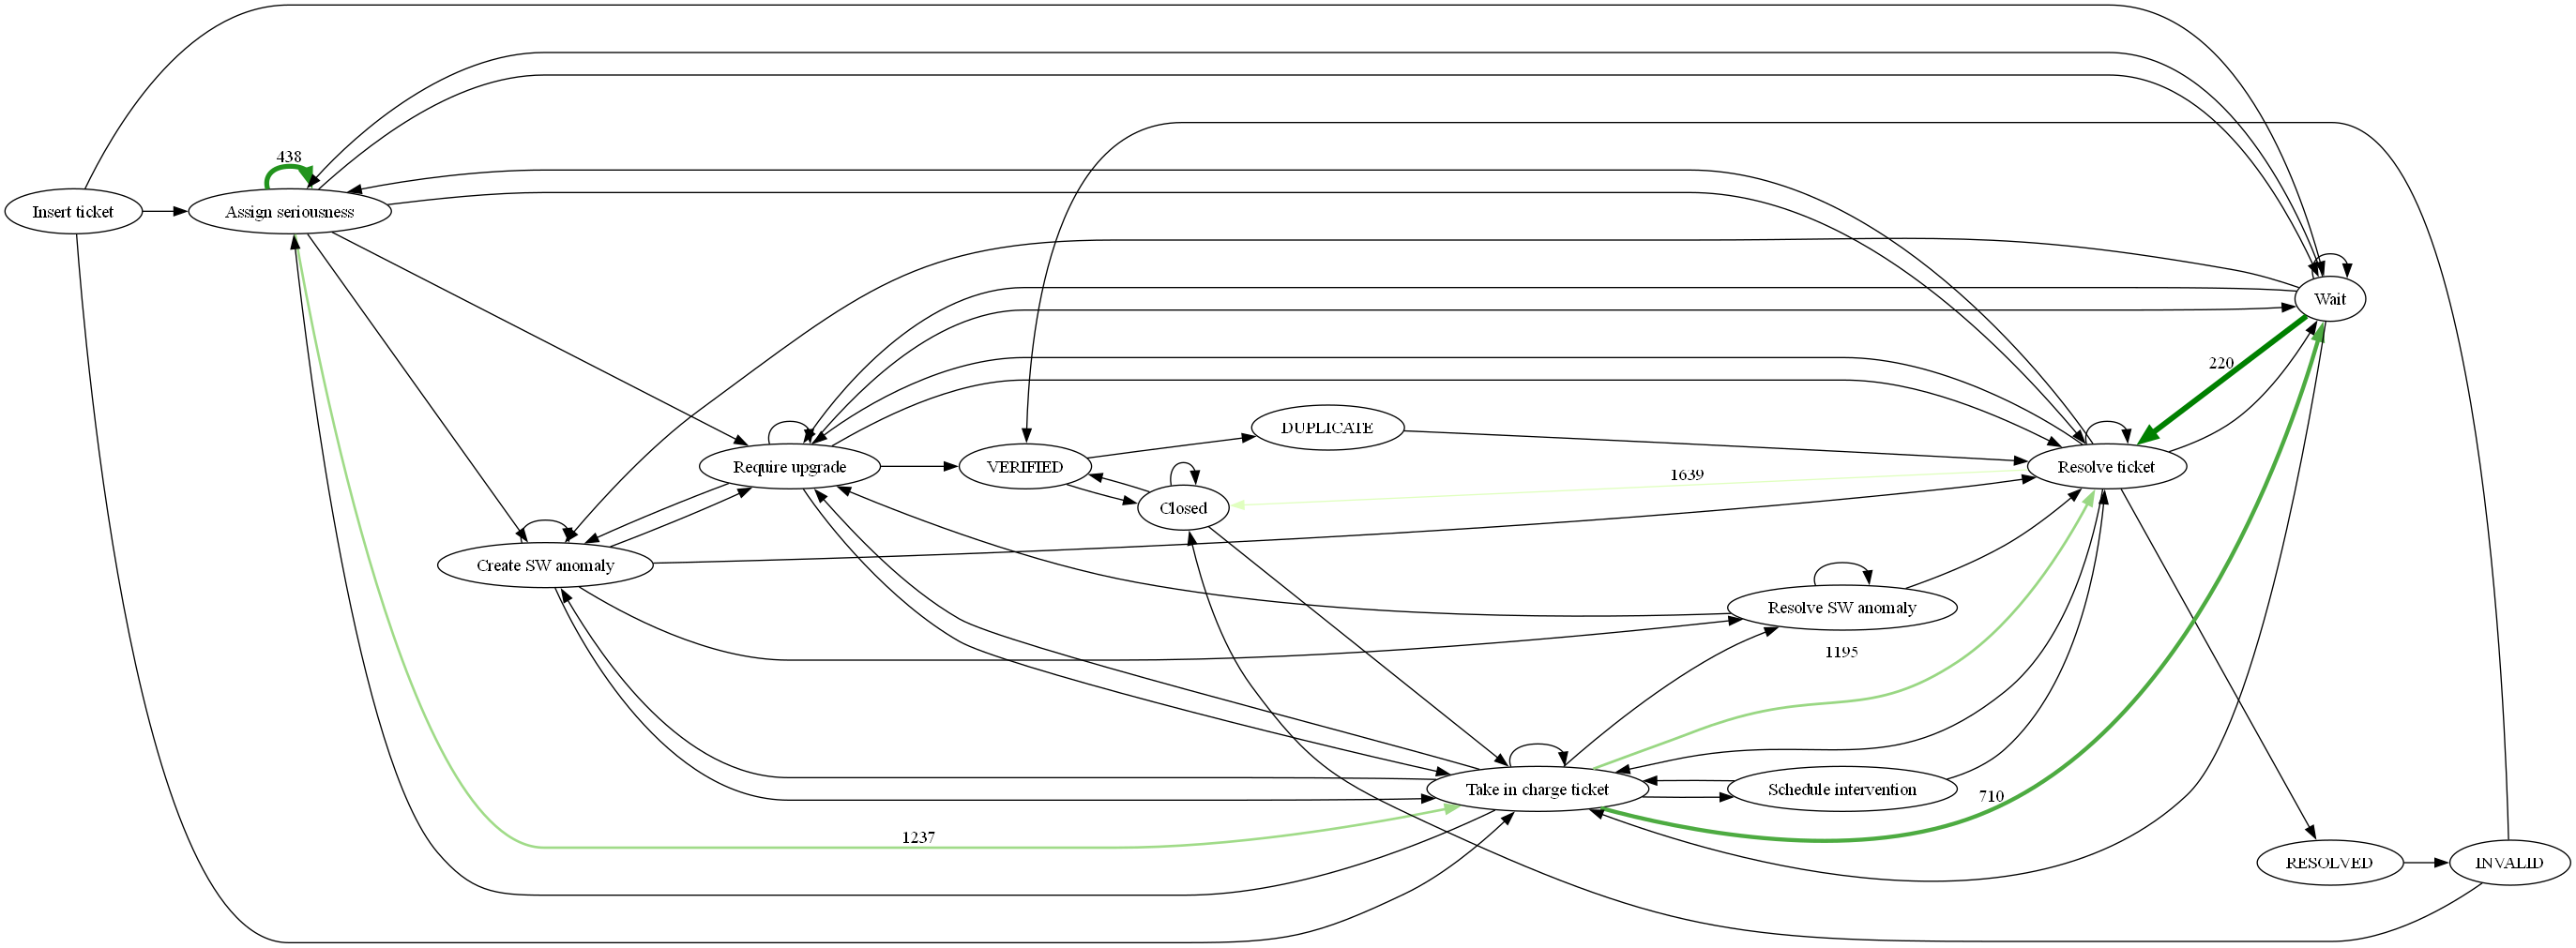 438
Insert ticket
Assign seriousness
Wait
220
DUPLICATE
Require upgrade
VERIFIED
Resolve ticket
1639
Closed
Create SW anomaly
Resolve SW anomaly
1195
Take in charge ticket
Schedule intervention
710
1237
RESOLVED
INVALID